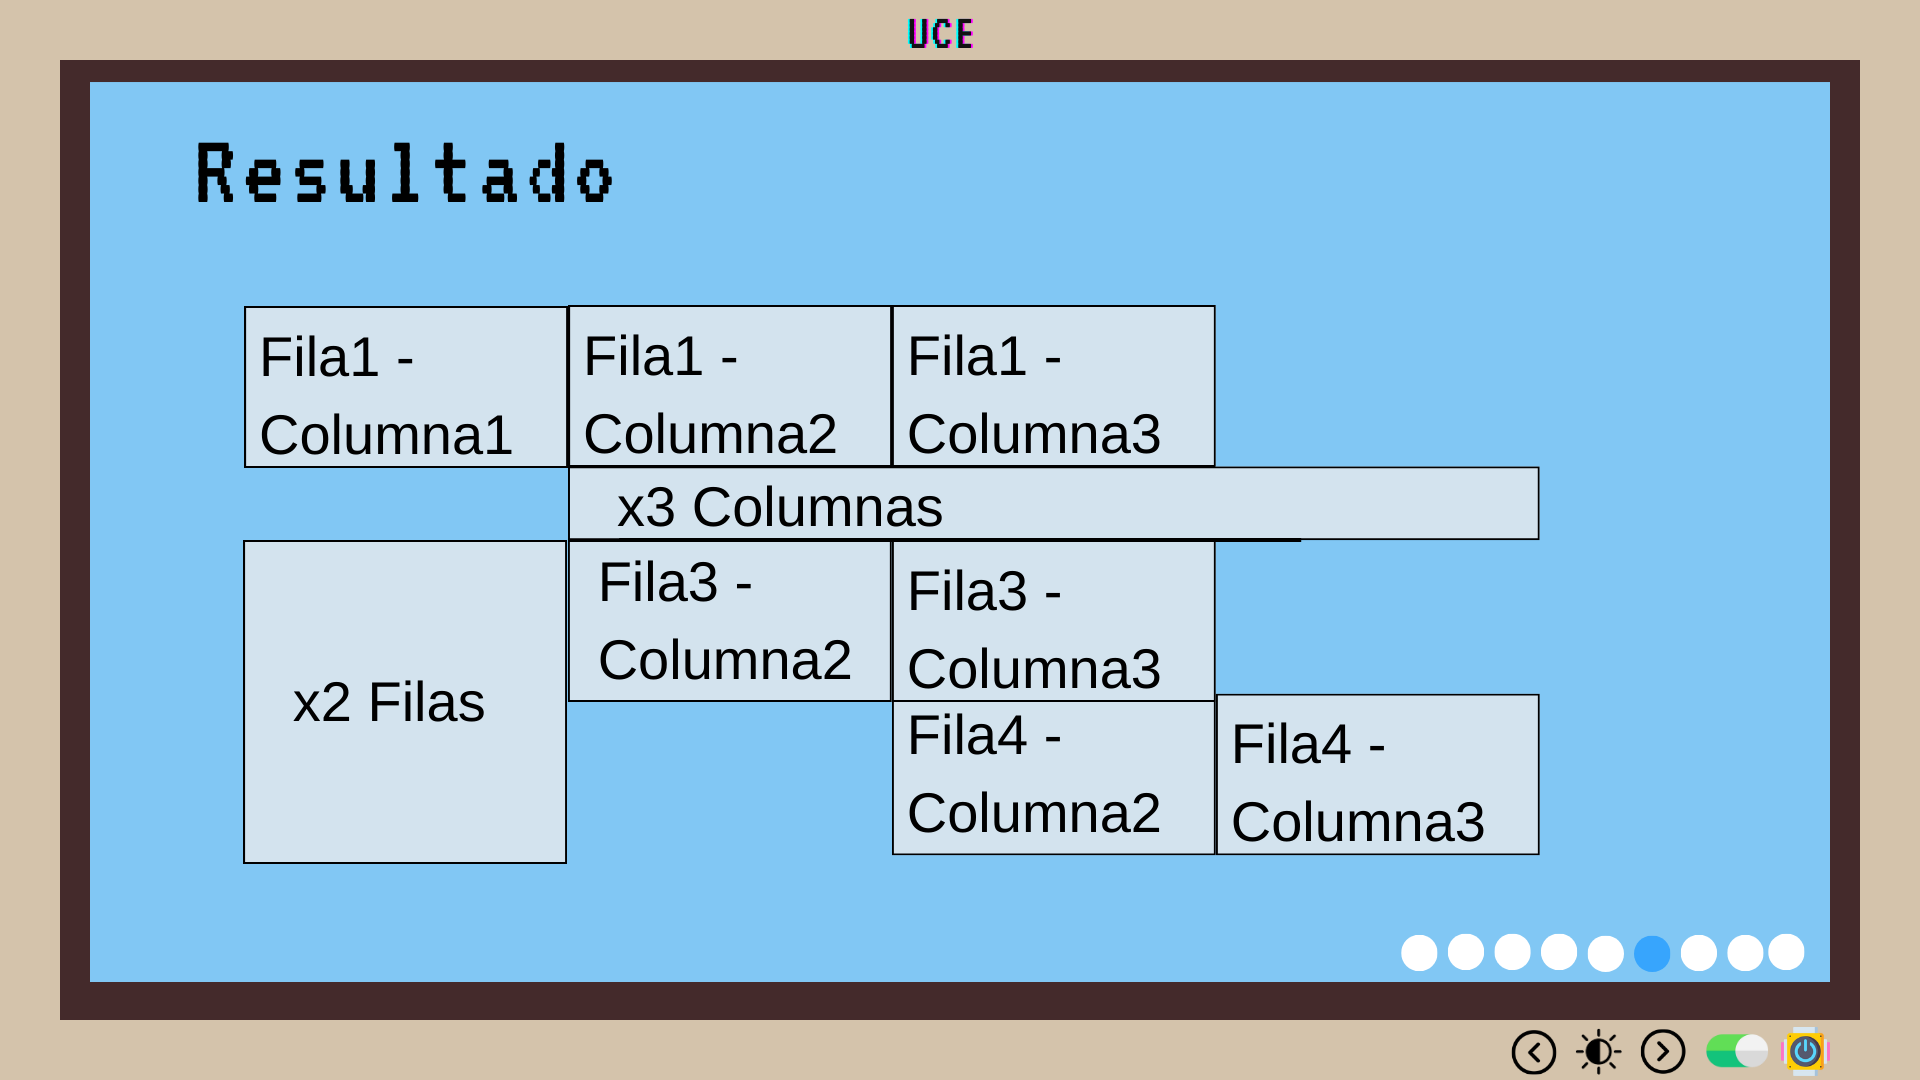 UCE
Resultado
Fila1 -
Columna1
Fila1 -
Columna2
Fila1 -
Columna3
x3 Columnas
x2 Filas
Fila3 -
Columna2
Fila3 -
Columna3
Fila4 -
Columna2
Fila4 -
Columna3